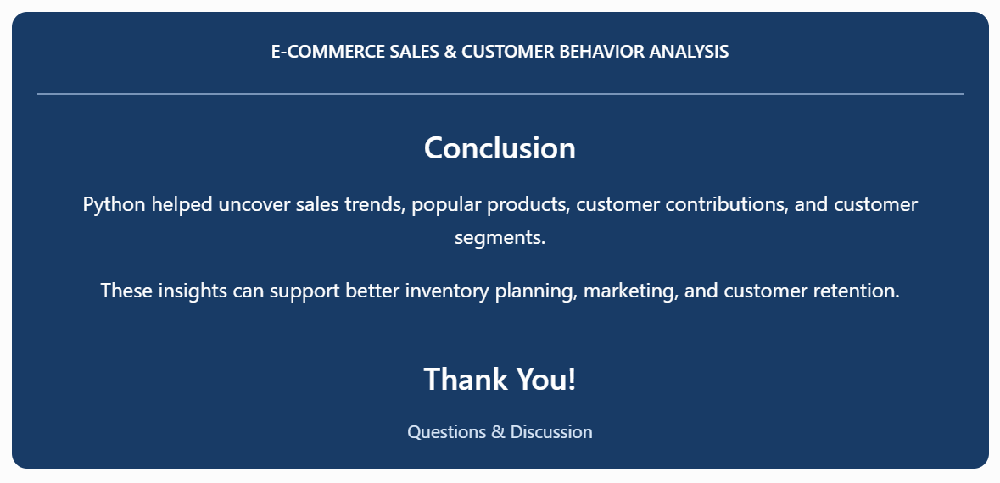 E-COMMERCE SALES & CUSTOMER BEHAVIOR ANALYSIS
Conclusion
Python helped uncover sales trends, popular products, customer contributions, and customer
segments.
These insights can support better inventory planning, marketing, and customer retention.
Thank You!
Questions & Discussion